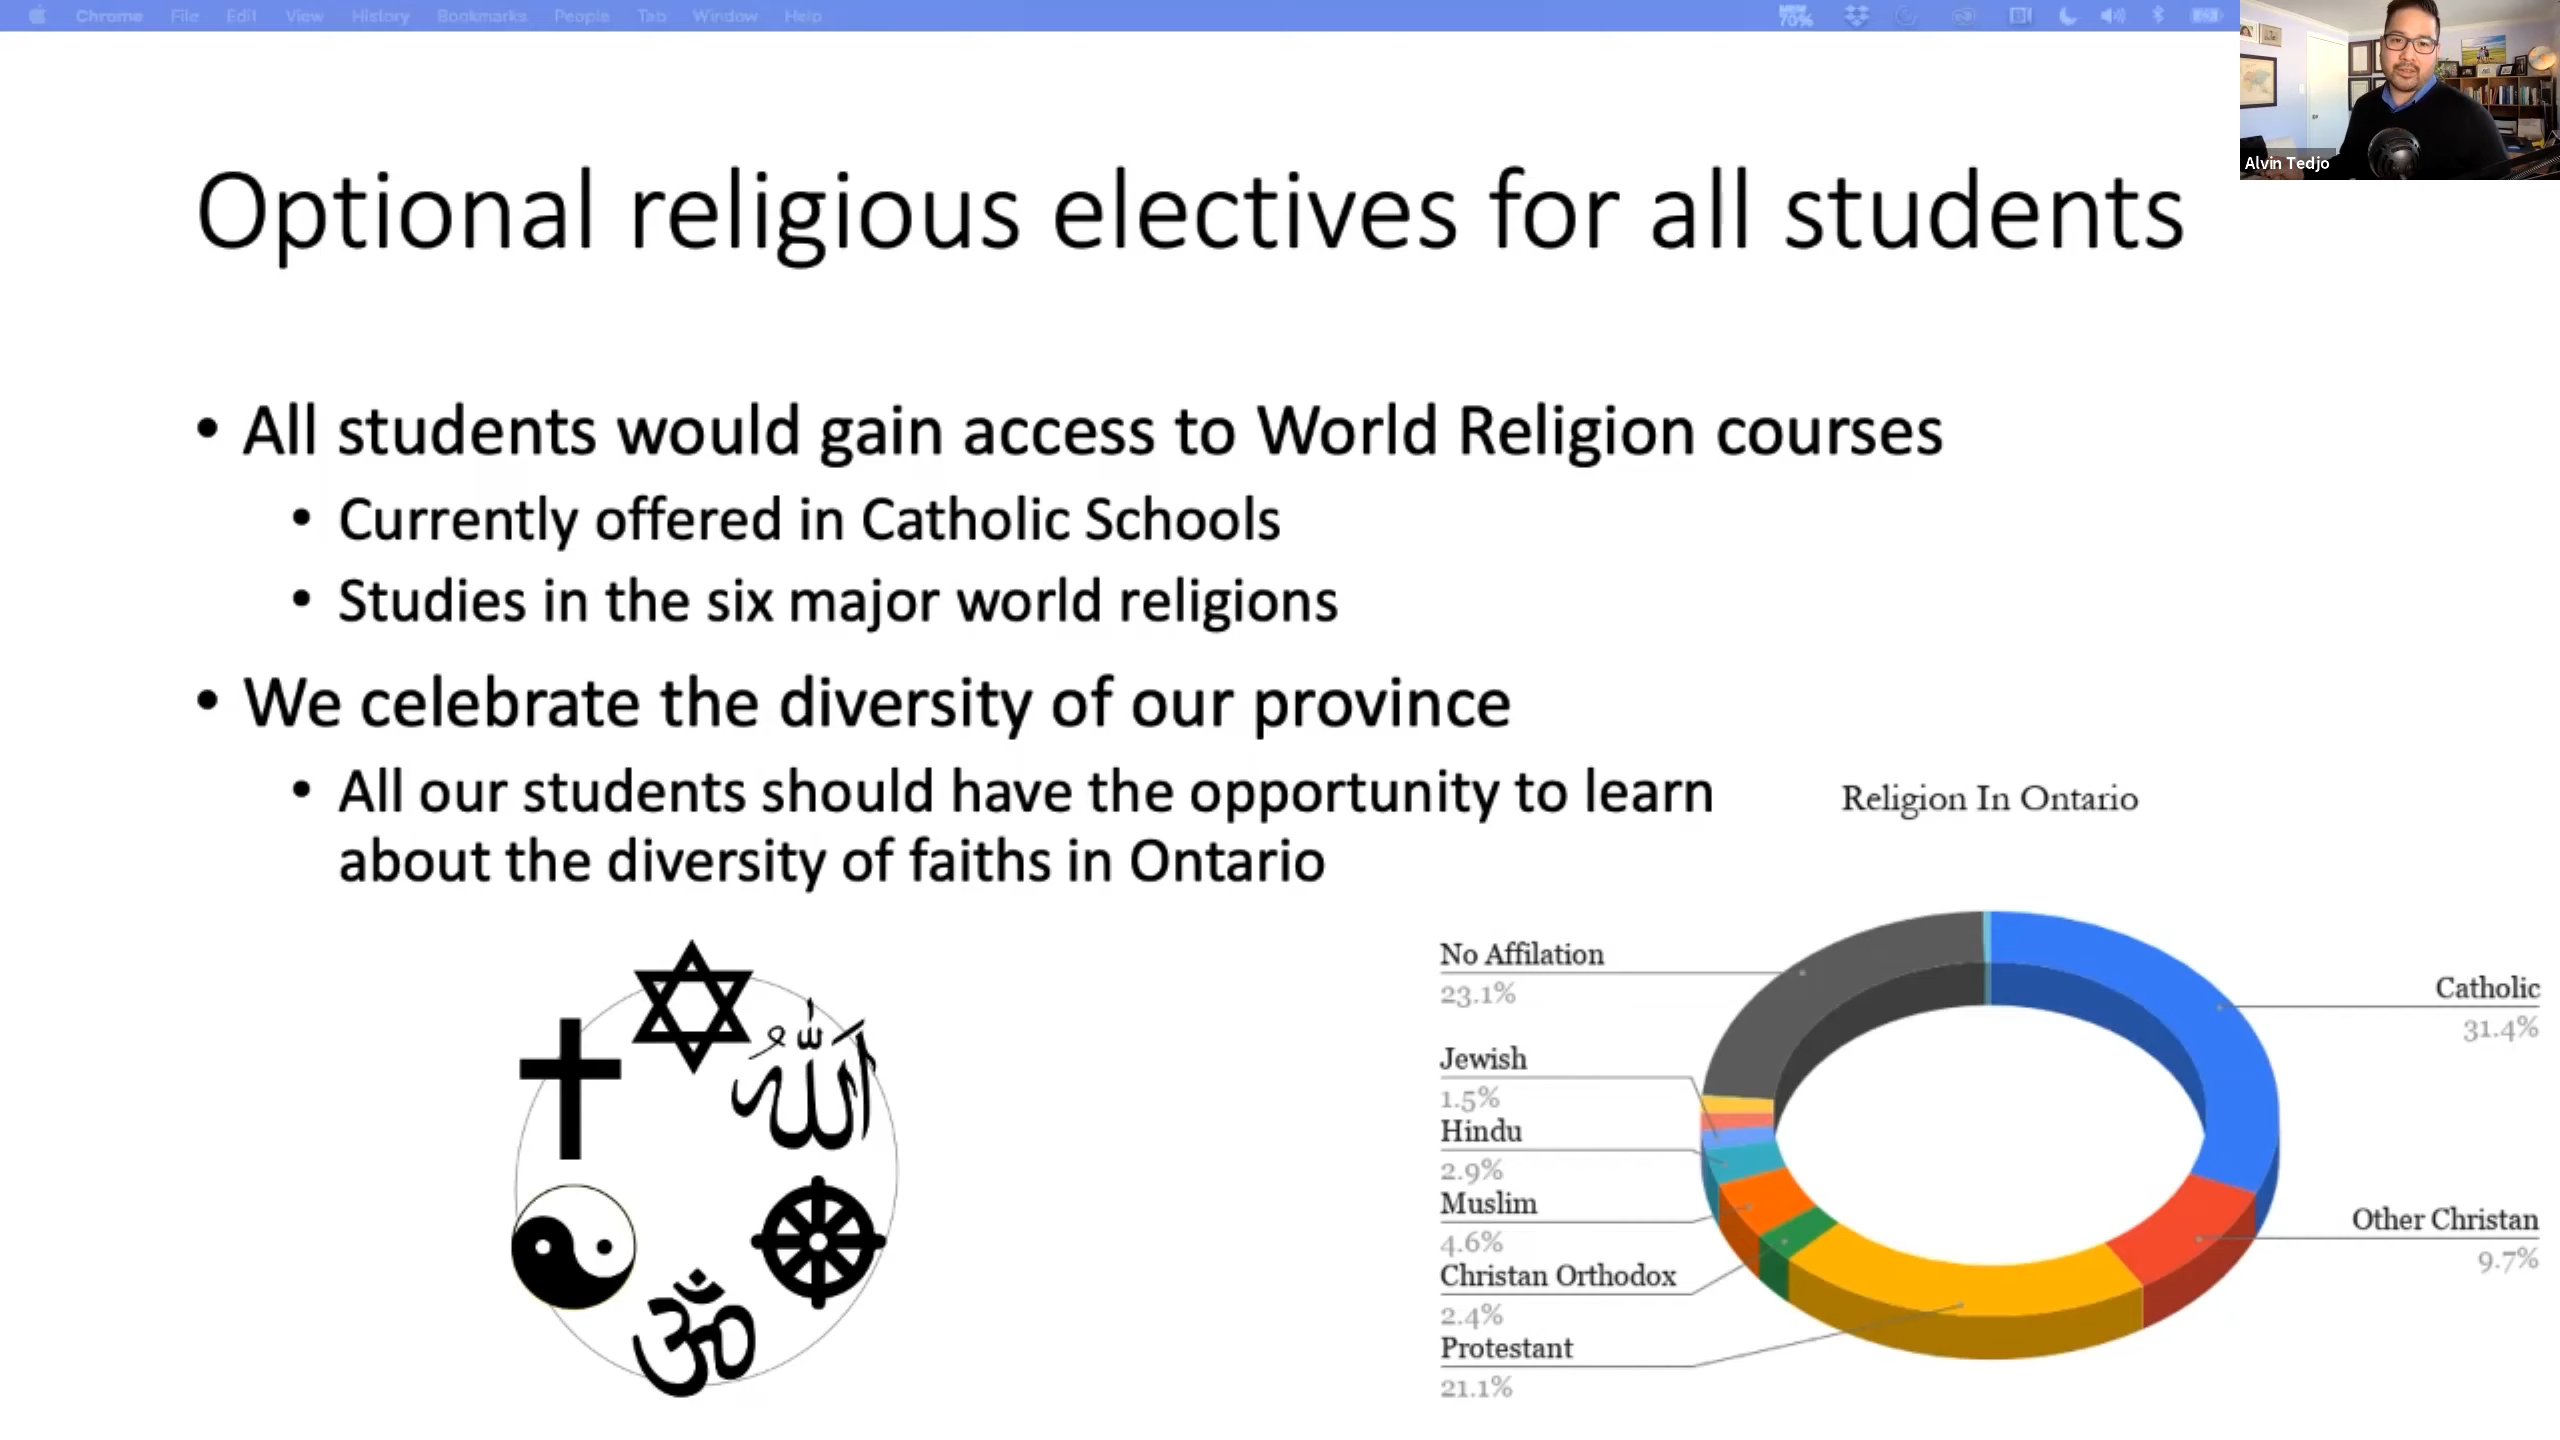 Chrome File Edit View History Bookmarks People Tab Window Help
Alvin Tedjo
Optional religious electives for all students
• All students would gain access to World Religion courses
• Currently offered in Catholic Schools
• Studies in the six major world religions
• We celebrate the diversity of our province
• All our students should have the opportunity to learn
about the diversity of faiths in Ontario
Religion In Ontario
No Affilation
23.1%
Jewish
1.5%
Hindu
2.9%
Muslim
4.6%
Christan Orthodox
2.4%
Protestant
21.1%
Catholic
31.4%
Other Christan
9.7%
الله
ॐ